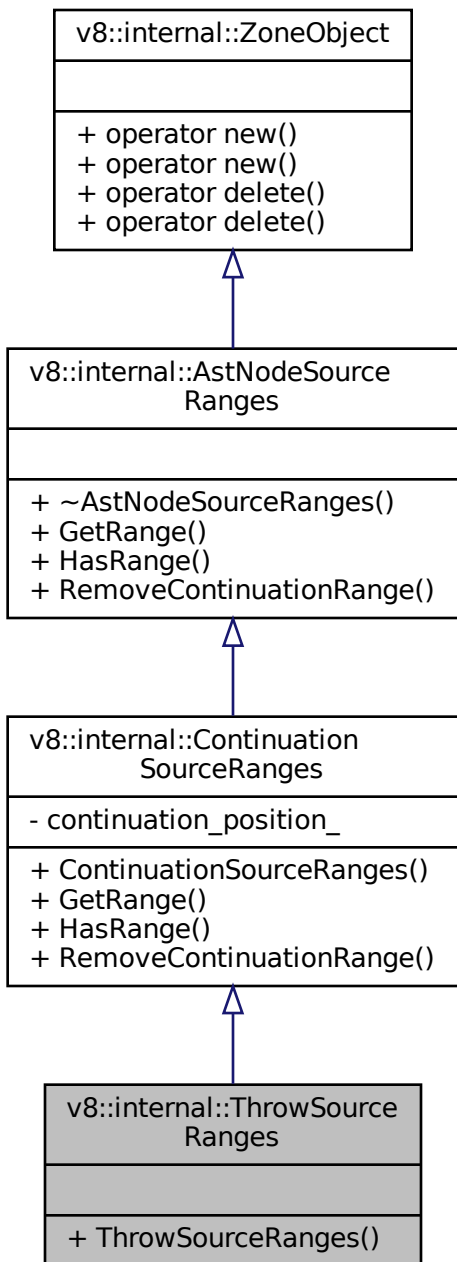 v8::internal::ZoneObject
+ operator new()
+ operator new()
+ operator delete()
+ operator delete()
v8::internal::AstNodeSource
Ranges
+ ~AstNodeSourceRanges()
+ GetRange()
+ HasRange()
+ RemoveContinuationRange()
v8::internal::Continuation
SourceRanges
- continuation_position_
+ ContinuationSourceRanges()
+ GetRange()
+ HasRange()
+ RemoveContinuationRange()
v8::internal::ThrowSource
Ranges
+ ThrowSourceRanges()